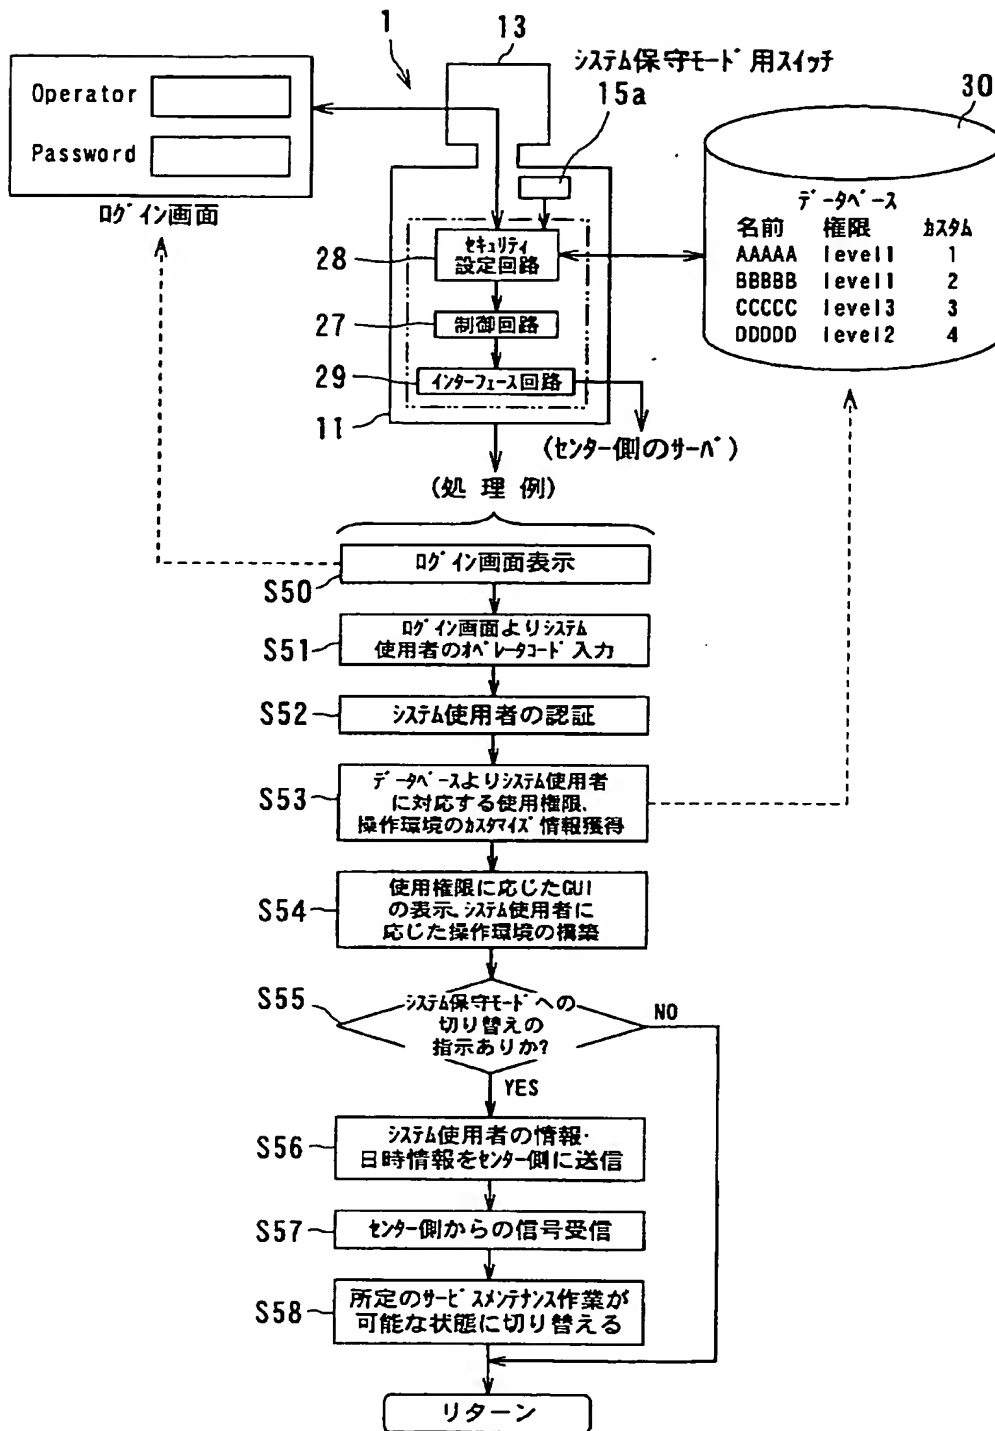 1
13
システム保守モード用スイッチ
15a
30
Operator
Password
ログイン画面
データベース
名前 権限 カスタム
AAAAA level1 1
BBBBB level1 2
CCCCC level3 3
DDDDD level2 4
28
セキュリティ
設定回路
27
制御回路
29
インターフェース回路
11
(センター側のサーバ)
(処理例)
S50
ログイン画面表示
S51
ログイン画面よりシステム
使用者のオペレータコード入力
S52
システム使用者の認証
S53
データベースよりシステム使用者
に対応する使用権限、
操作環境のカスタマイズ情報獲得
S54
使用権限に応じたGUI
の表示、システム使用者に
応じた操作環境の構築
S55
システム保守モードへの
切り替えの
指示ありか?
NO
YES
S56
システム使用者の情報・
日時情報をセンター側に送信
S57
センター側からの信号受信
S58
所定のサービスメンテナンス作業が
可能な状態に切り替える
リターン